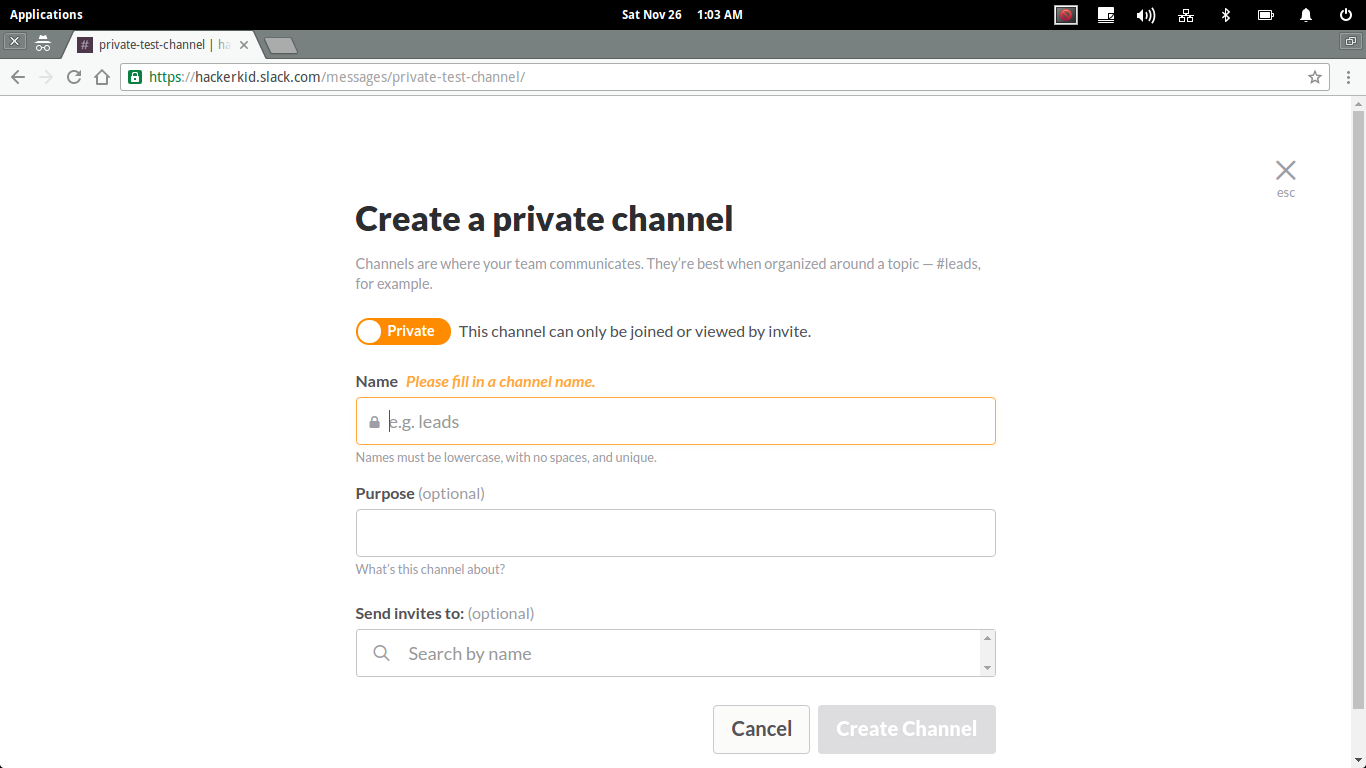 Applications
Sat Nov 26 1:03 AM
# private-test-channel | ha
https://hackerkid.slack.com/messages/private-test-channel/
esc
Create a private channel
Channels are where your team communicates. They're best when organized around a topic — #leads,
for example.
Private This channel can only be joined or viewed by invite.
Name Please fill in a channel name.
e.g. leads
Names must be lowercase, with no spaces, and unique.
Purpose (optional)
What's this channel about?
Send invites to: (optional)
Search by name
Cancel Create Channel